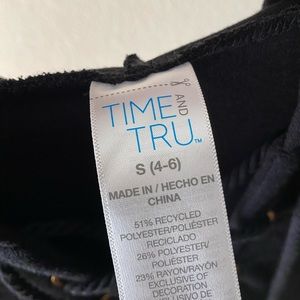 TIME AND
TRU™
S (4-6)
MADE IN / HECHO EN
CHINA
51% RECYCLED
POLYESTER/POLIÉSTER
RECICLADO
26% POLYESTER/
POLIÉSTER
23% RAYON/RAYÓN
EXCLUSIVE OF
DECORATION